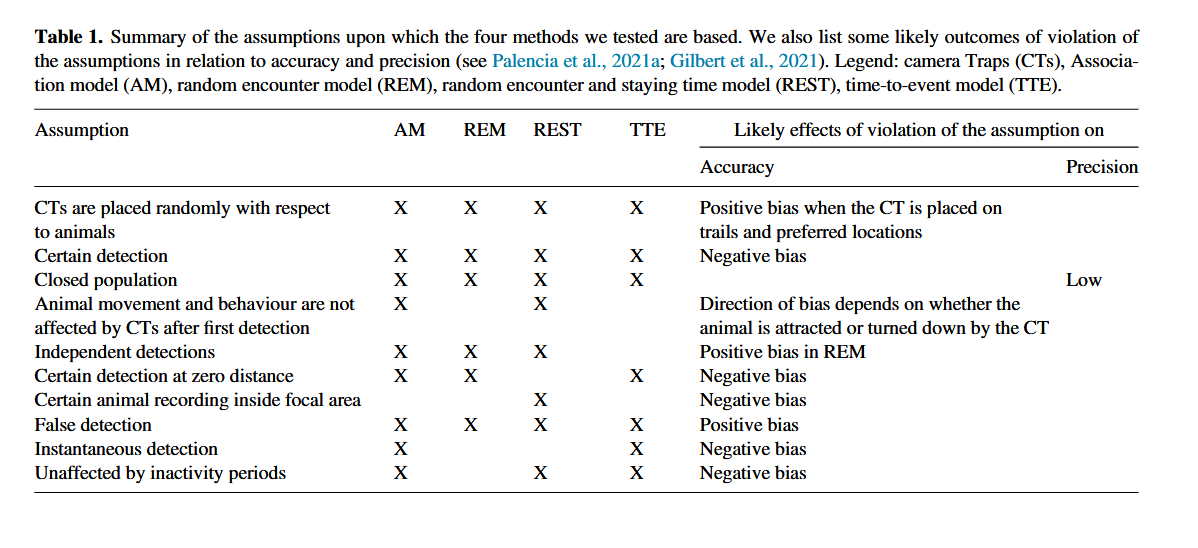 Table 1. Summary of the assumptions upon which the four methods we tested are based. We also list some likely outcomes of violation of
the assumptions in relation to accuracy and precision (see Palencia et al., 2021a; Gilbert et al., 2021). Legend: camera Traps (CTs), Associa-
tion model (AM), random encounter model (REM), random encounter and staying time model (REST), time-to-event model (TTE).
Assumption AM REM REST TTE Likely effects of violation of the assumption on
Accuracy Precision
CTs are placed randomly with respect X X X X Positive bias when the CT is placed on
to animals trails and preferred locations
Certain detection X X X X Negative bias
Closed population X X X X Low
Animal movement and behaviour are not X X Direction of bias depends on whether the
affected by CTs after first detection animal is attracted or turned down by the CT
Independent detections X X X Positive bias in REM
Certain detection at zero distance X X X Negative bias
Certain animal recording inside focal area X Negative bias
False detection X X X X Positive bias
Instantaneous detection X X Negative bias
Unaffected by inactivity periods X X X Negative bias